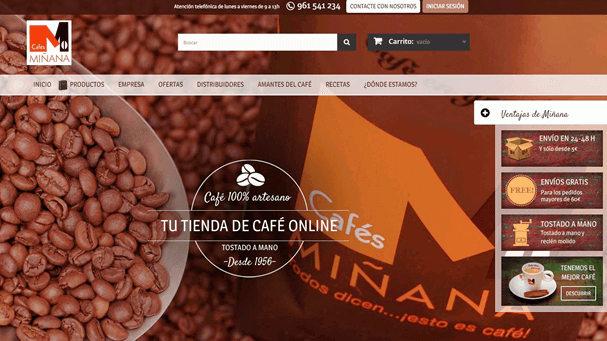 Atención telefónica de lunes a viernes de 9 a 13h 961 541 234 CONTACTE CON NOSOTROS INICIAR SESIÓN
Cafés
MIÑANA
Buscar
Carrito: vacío
INICIO PRODUCTOS EMPRESA OFERTAS DISTRIBUIDORES AMANTES DEL CAFÉ RECETAS ¿DÓNDE ESTAMOS?
Ventajas de Miñana
ENVÍO EN 24-48 H
Y sólo desde 5€
FREE!
ENVÍOS GRATIS
Para los pedidos
mayores de 60€
TOSTADO A MANO
Tostado a mano y
recién molido
TENEMOS EL
MEJOR CAFÉ
DESCUBRIR
Café 100% artesano
TU TIENDA DE CAFÉ ONLINE
TOSTADO A MANO
-Desde 1956-
Cafés
MIÑANA
odos dicen...¡esto es café!